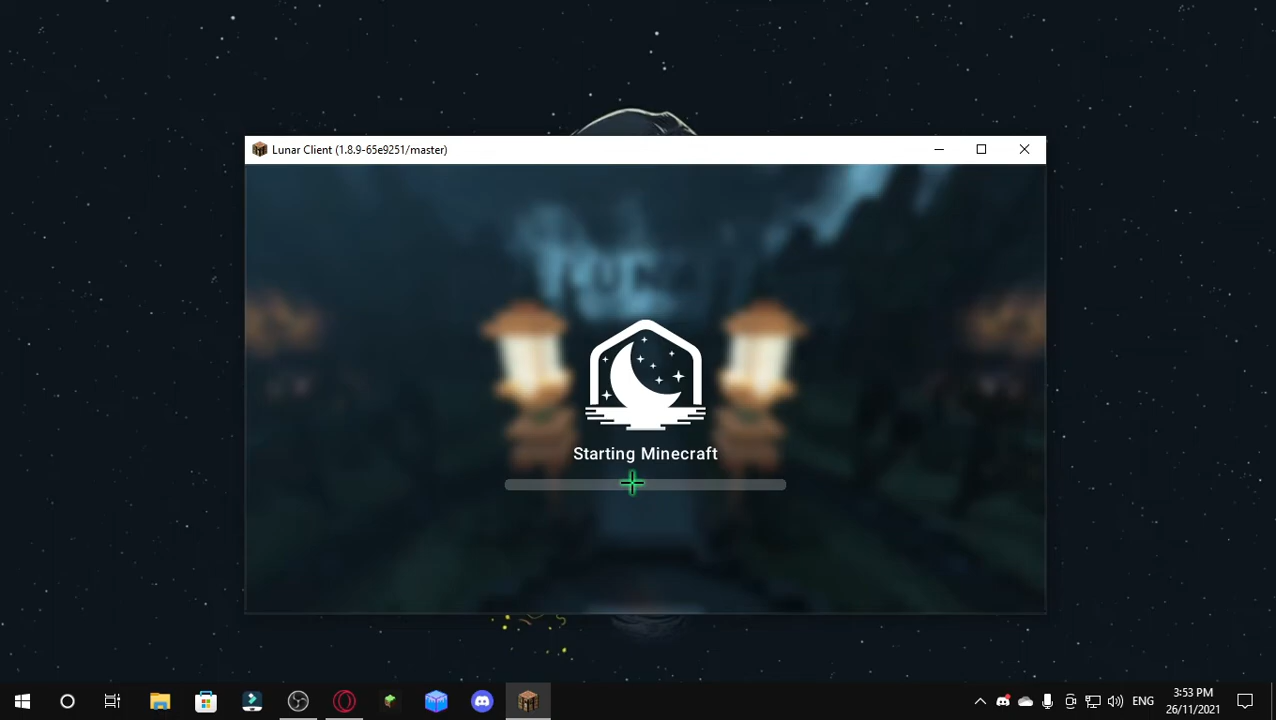 Lunar Client (1.8.9-65e9251/master)
Starting Minecraft
ENG
3:53 PM
26/11/2021